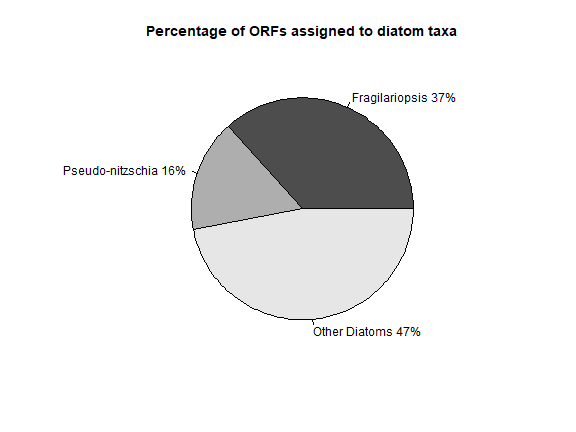 Percentage of ORFs assigned to diatom taxa
Fragilariopsis 37%
Pseudo-nitzschia 16%
Other Diatoms 47%